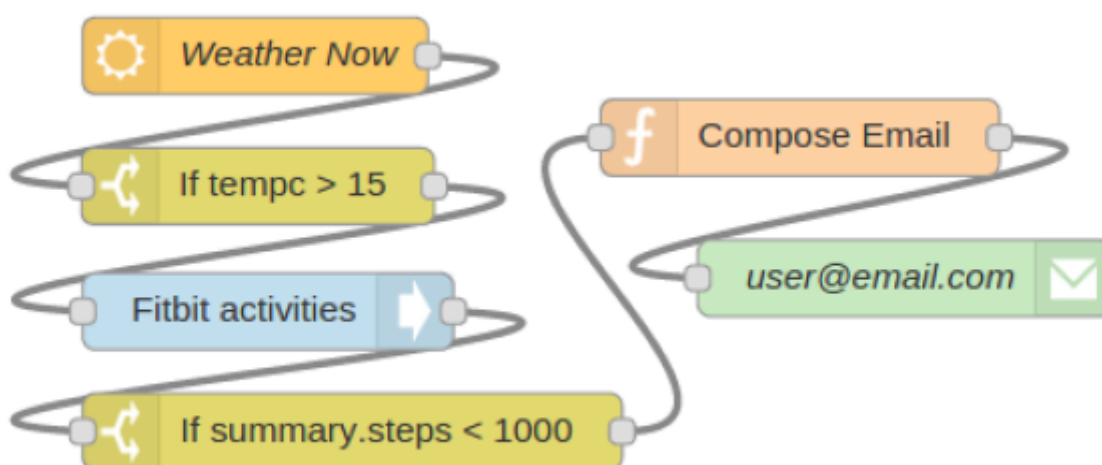 Weather Now
If tempc > 15
Fitbit activities
If summary.steps < 1000
Compose Email
user@email.com